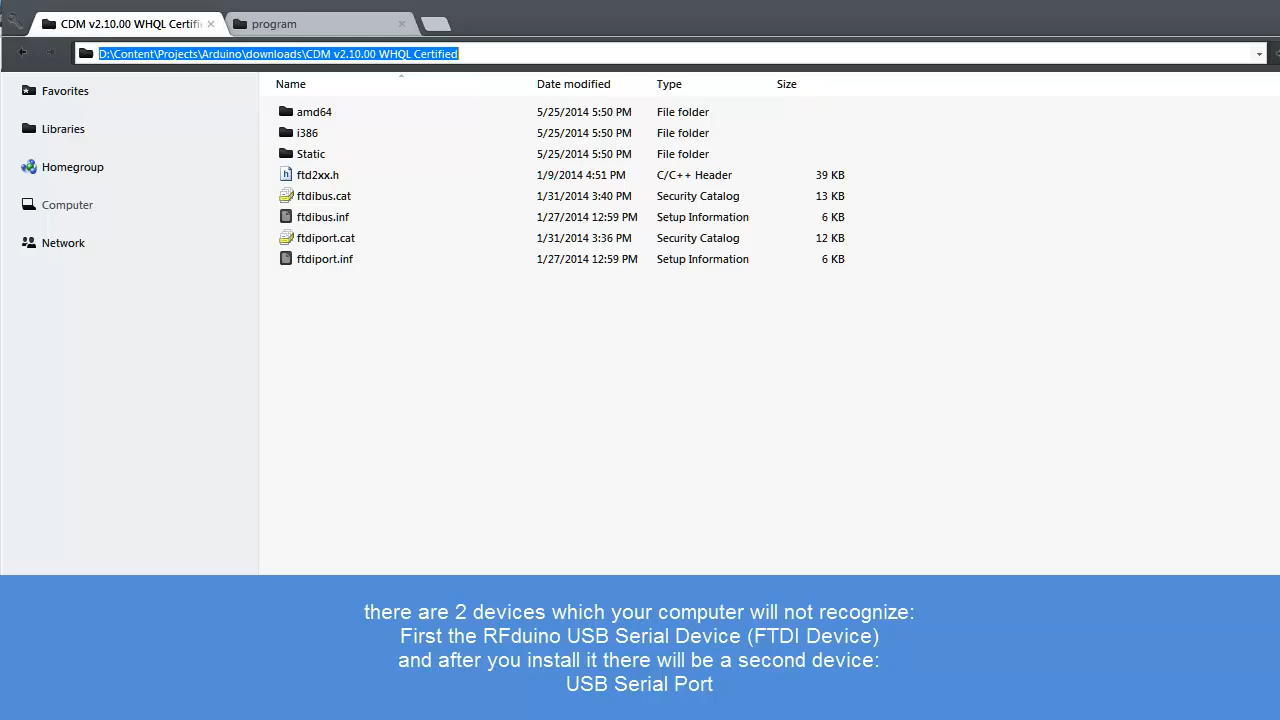 CDM v2.10.00 WHQL Certifi
program
D:\Content\Projects\Arduino\downloads\CDM v2.10.00 WHQL Certified
Favorites
Libraries
Homegroup
Computer
Network
Name Date modified Type Size
amd64 5/25/2014 5:50 PM File folder
i386 5/25/2014 5:50 PM File folder
Static 5/25/2014 5:50 PM File folder
ftd2xx.h 1/9/2014 4:51 PM C/C++ Header 39 KB
ftdibus.cat 1/31/2014 3:40 PM Security Catalog 13 KB
ftdibus.inf 1/27/2014 12:59 PM Setup Information 6 KB
ftdiport.cat 1/31/2014 3:36 PM Security Catalog 12 KB
ftdiport.inf 1/27/2014 12:59 PM Setup Information 6 KB
there are 2 devices which your computer will not recognize:
First the RFduino USB Serial Device (FTDI Device)
and after you install it there will be a second device:
USB Serial Port